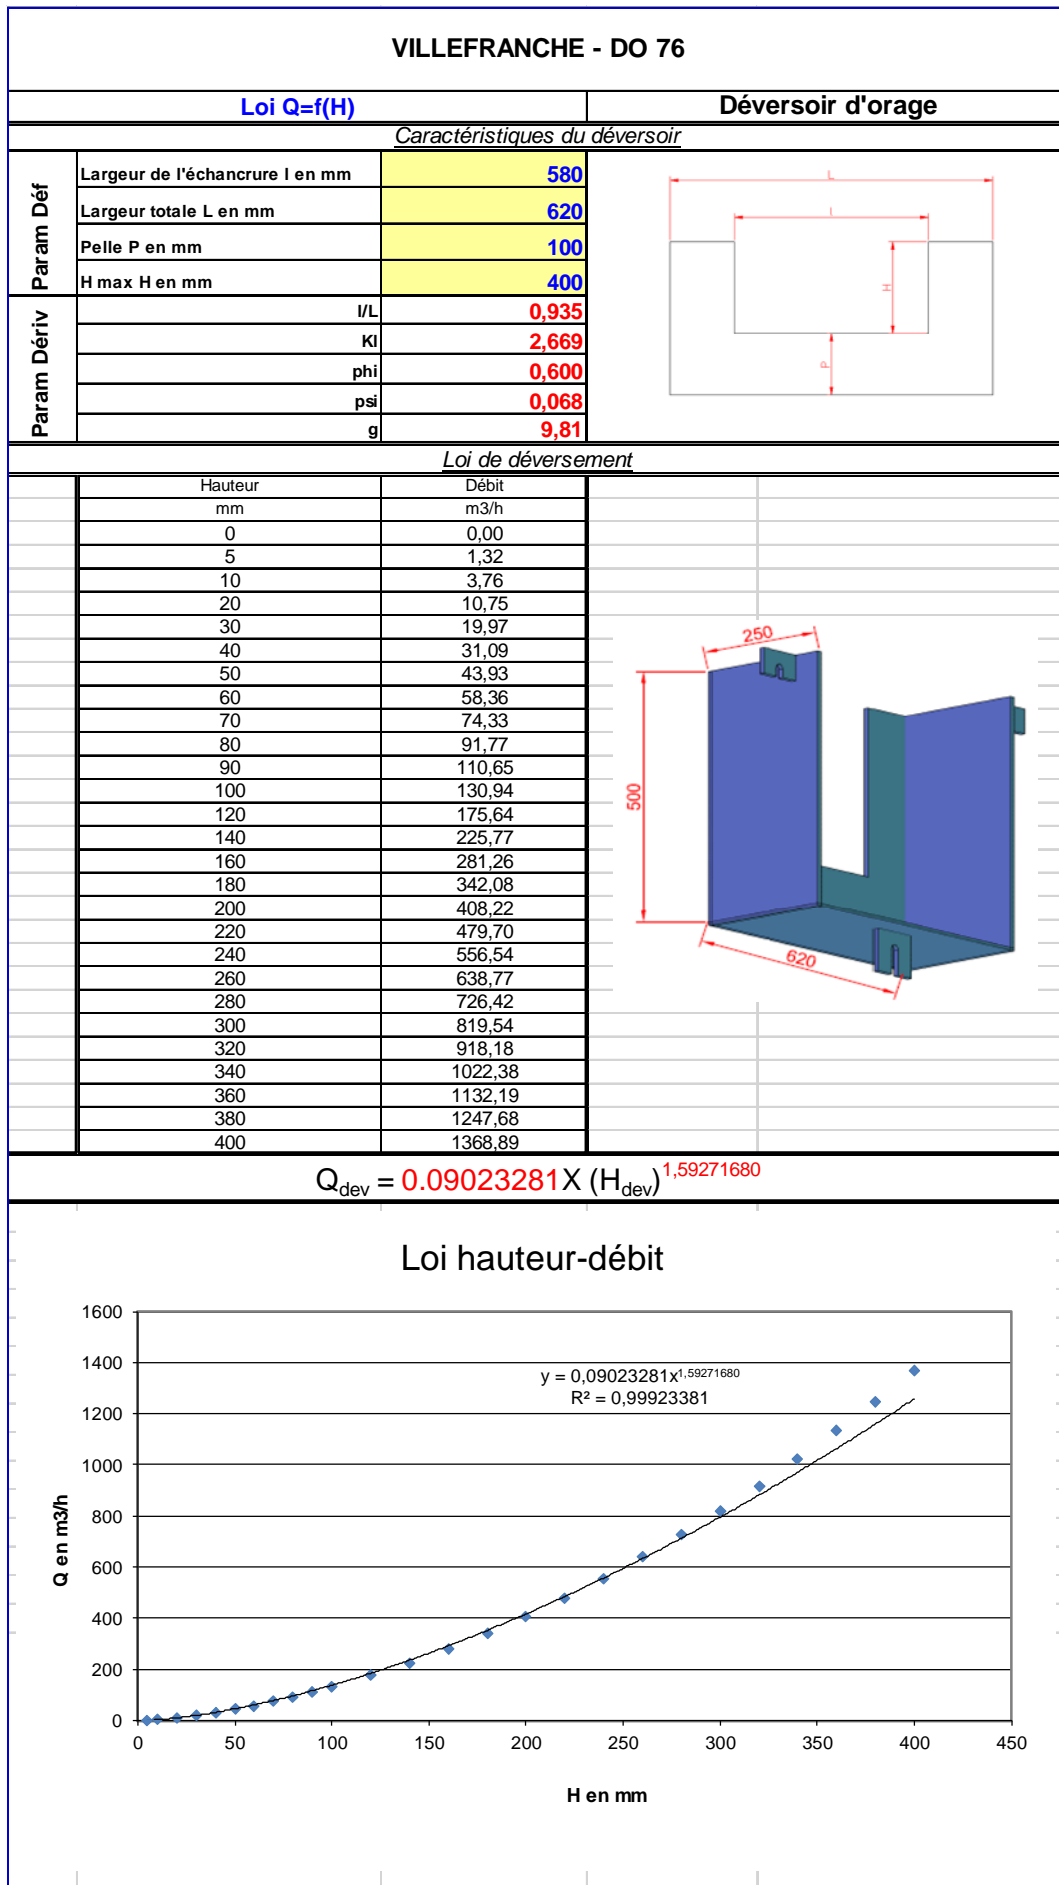 VILLEFRANCHE - DO 76
Loi Q=f(H) Déversoir d'orage
Caractéristiques du déversoir
Param Déf
Largeur de l'échancrure l en mm 580
Largeur totale L en mm 620
Pelle P en mm 100
H max H en mm 400
Param Dériv
l/L 0,935
Kl 2,669
phi 0,600
psi 0,068
g 9,81
L
l
H
P
Loi de déversement
Hauteur Débit
mm m3/h
0 0,00
5 1,32
10 3,76
20 10,75
30 19,97
40 31,09
50 43,93
60 58,36
70 74,33
80 91,77
90 110,65
100 130,94
120 175,64
140 225,77
160 281,26
180 342,08
200 408,22
220 479,70
240 556,54
260 638,77
280 726,42
300 819,54
320 918,18
340 1022,38
360 1132,19
380 1247,68
400 1368,89
250
500
620
Qdev = 0.09023281X (Hdev)1,59271680
Loi hauteur-débit
y = 0,09023281x1,59271680
R² = 0,99923381
Q en m3/h
1600
1400
1200
1000
800
600
400
200
0
0 50 100 150 200 250 300 350 400 450
H en mm